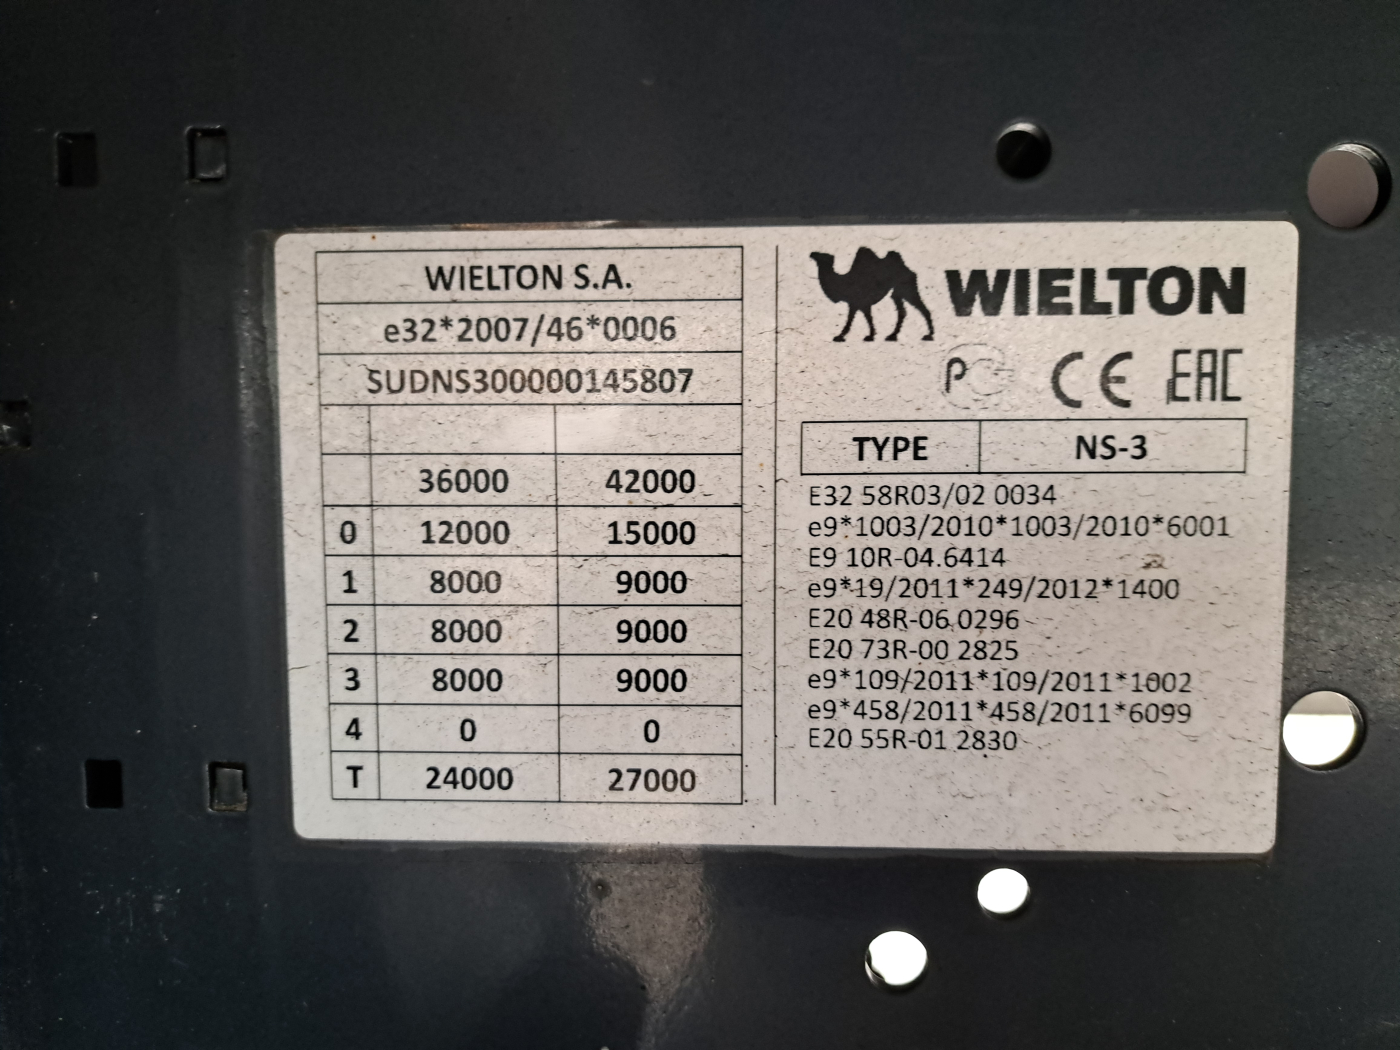 WIELTON S.A.
e32*2007/46*0006
SUDNS300000145807
36000 42000
0 12000 15000
1 8000 9000
2 8000 9000
3 8000 9000
4 0 0
T 24000 27000
WIELTON
CE EAC
TYPE NS-3
E32 58R03/02 0034
e9*1003/2010*1003/2010*6001
E9 10R-04.6414
e9*19/2011*249/2012*1400
E20 48R-06 0296
E20 73R-00 2825
e9*109/2011*109/2011*1002
e9*458/2011*458/2011*6099
E20 55R-01 2830